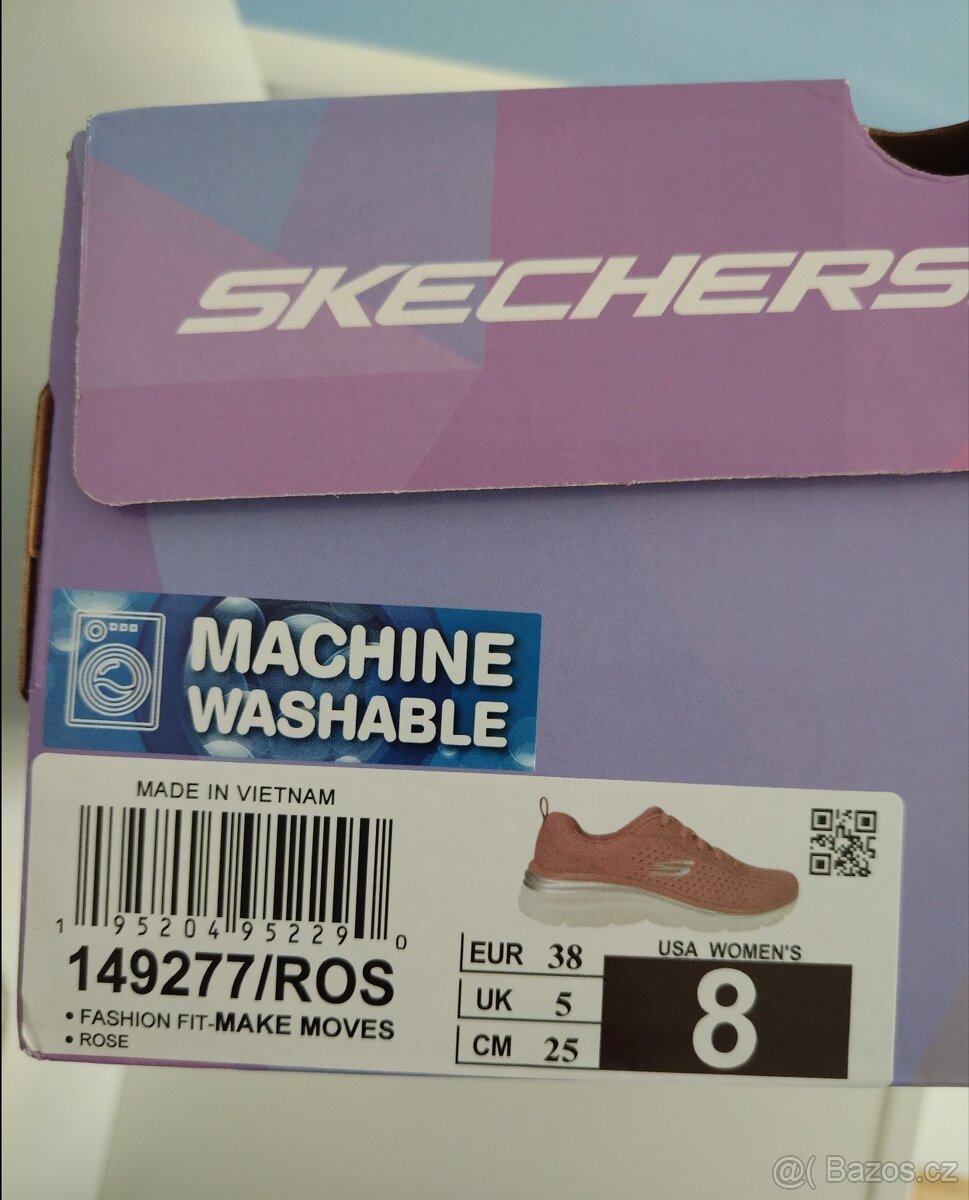 SKECHERS
MACHINE
WASHABLE
MADE IN VIETNAM
1 95204 95229 0
149277/ROS
• FASHION FIT-MAKE MOVES
• ROSE
EUR 38
UK 5
CM 25
USA WOMEN'S
8
@( Bazos.cz